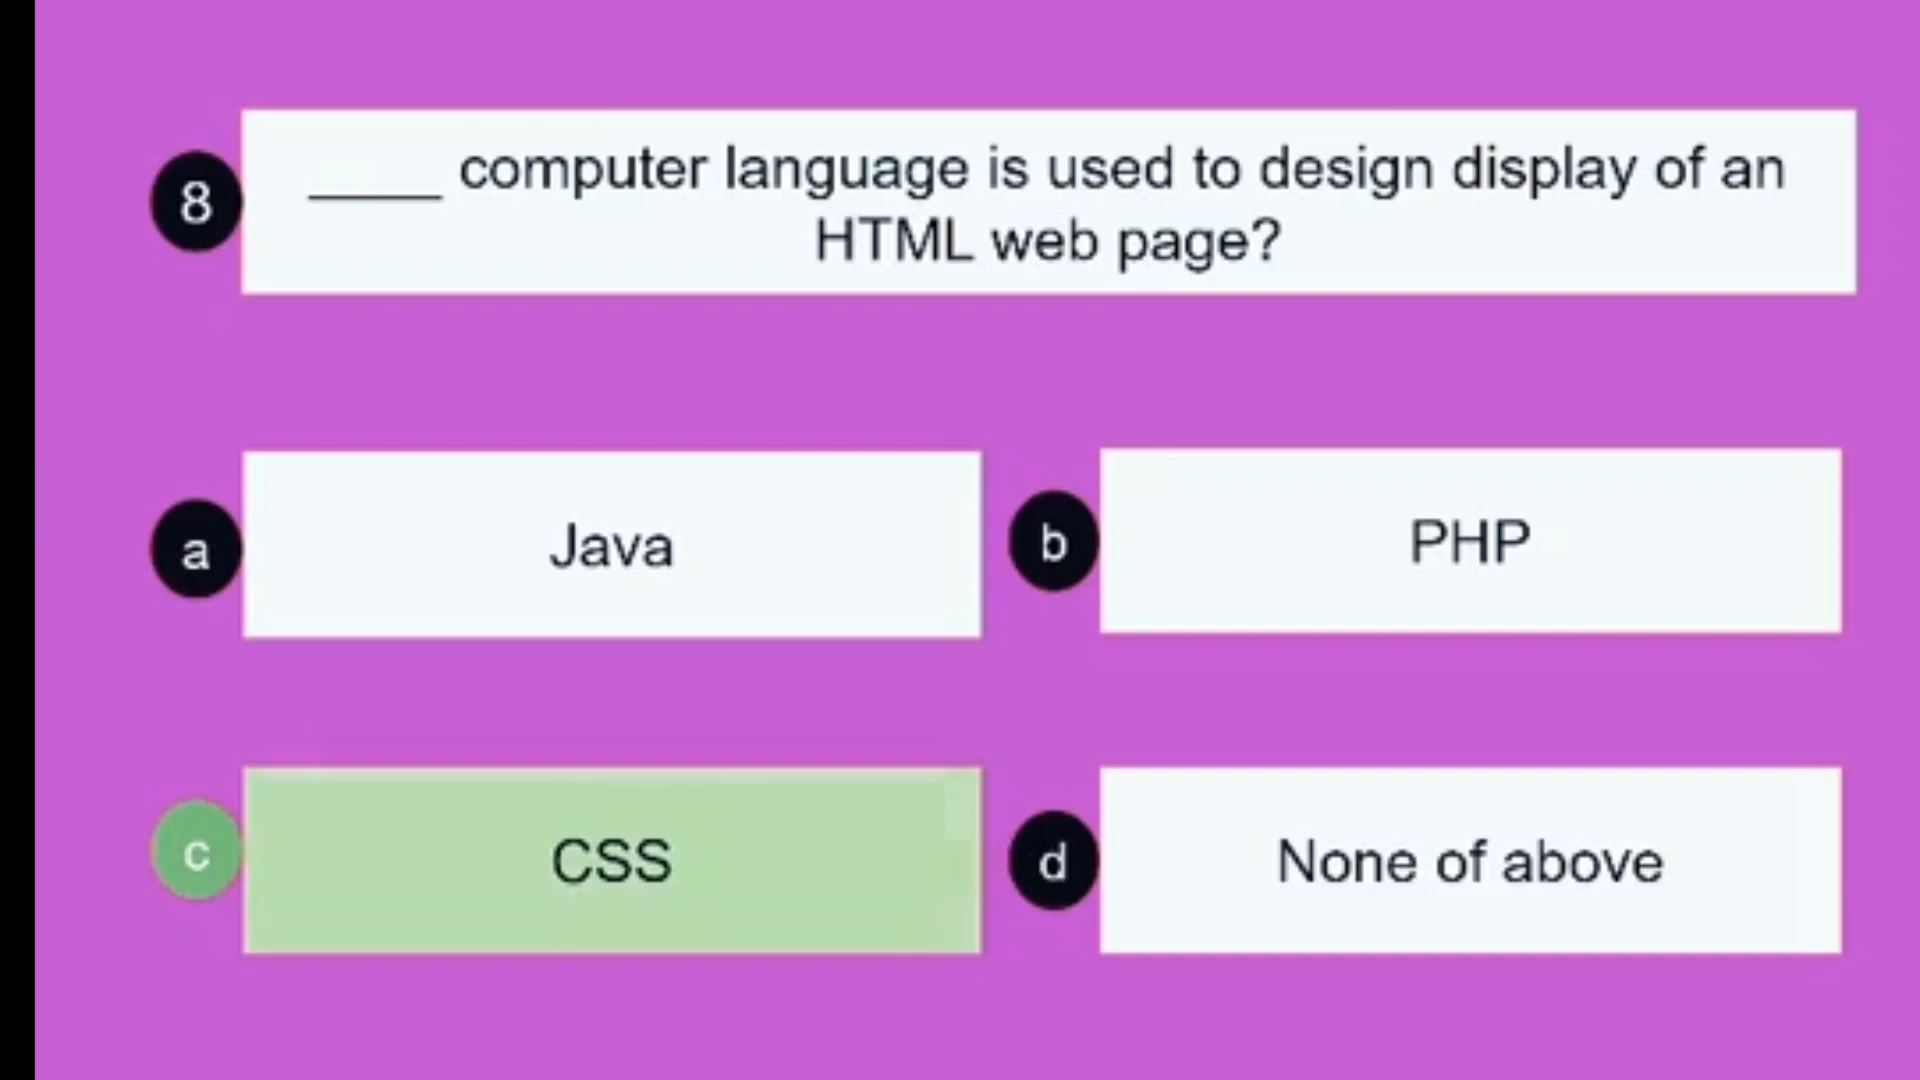 8
_____ computer language is used to design display of an
HTML web page?
a
Java
b
PHP
c
CSS
d
None of above